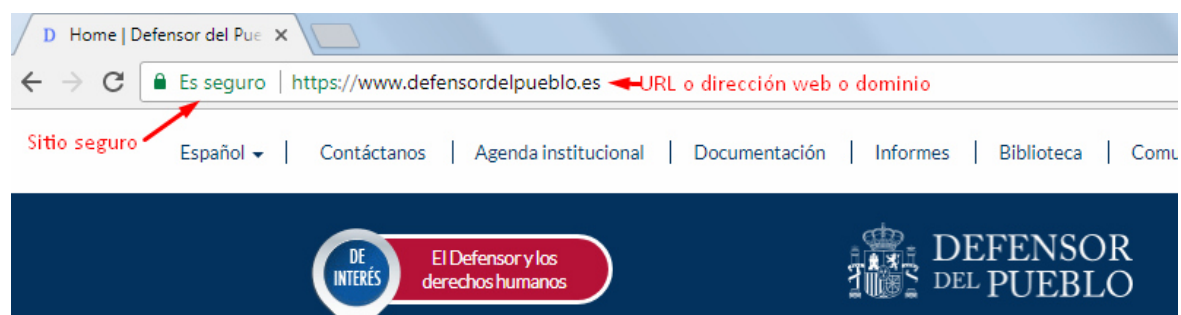 D Home | Defensor del Pue ×
Es seguro | https://www.defensordelpueblo.es URL o dirección web o dominio
Sitio seguro
Español | Contáctanos | Agenda institucional | Documentación | Informes | Biblioteca | Comu
DE INTERÉS
El Defensor y los
derechos humanos
DEFENSOR
DEL PUEBLO